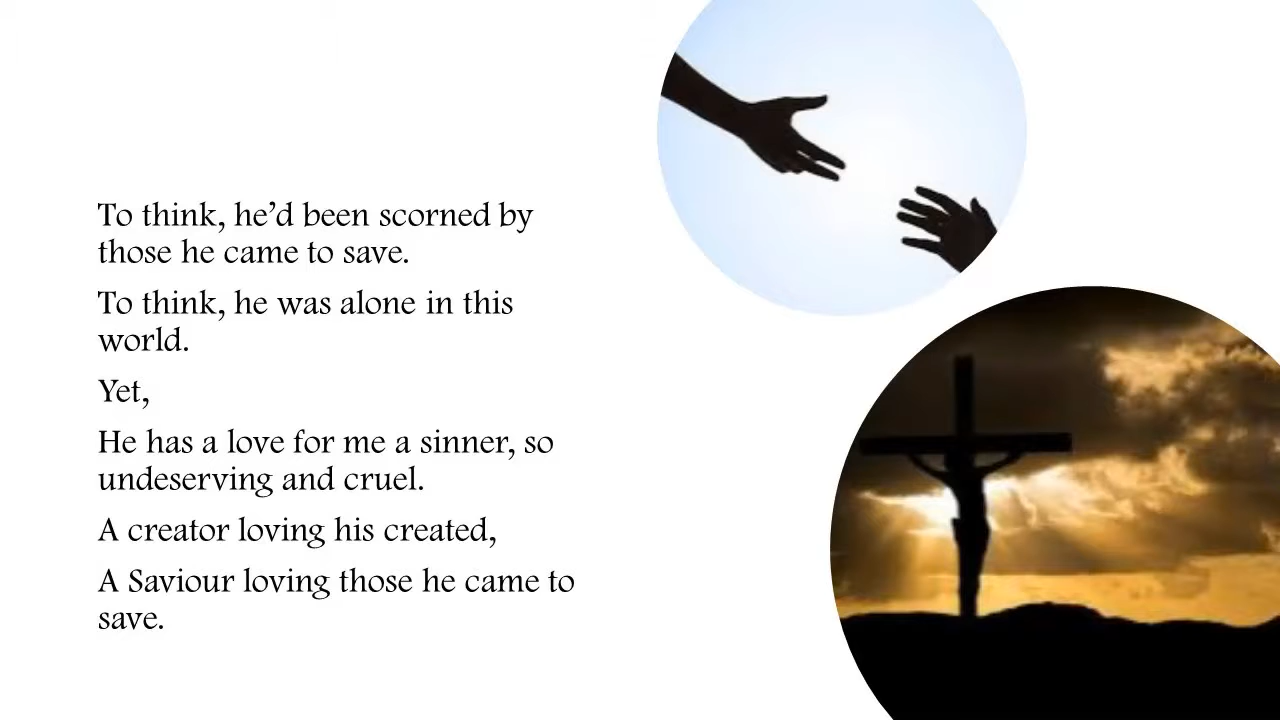 To think, he’d been scorned by
those he came to save.
To think, he was alone in this
world.
Yet,
He has a love for me a sinner, so
undeserving and cruel.
A creator loving his created,
A Saviour loving those he came to
save.